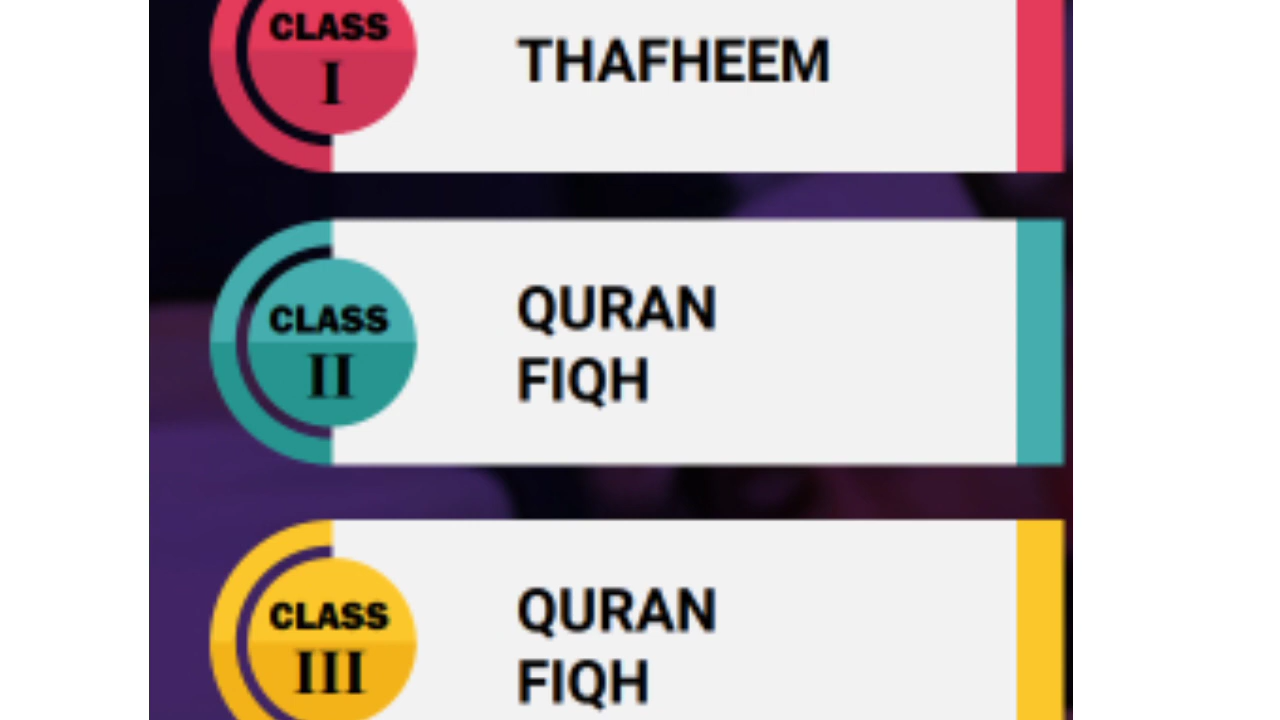 CLASS
I
THAFHEEM
CLASS
II
QURAN
FIQH
CLASS
III
QURAN
FIQH